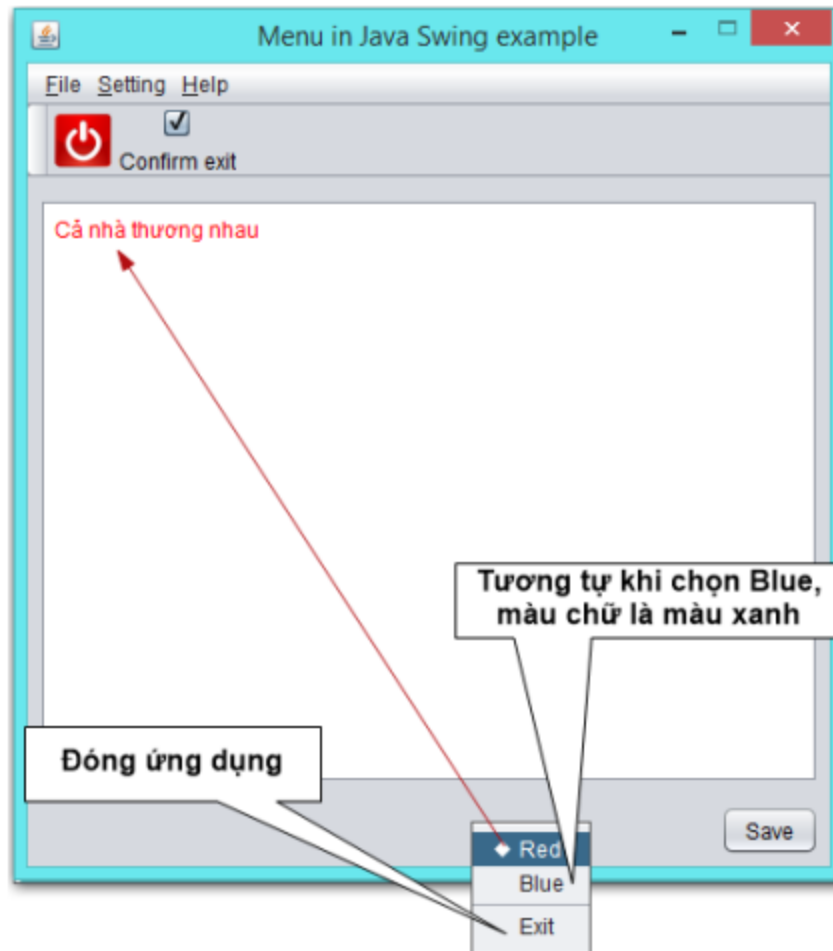 Menu in Java Swing example
File Setting Help
Confirm exit
Cả nhà thương nhau
Tương tự khi chọn Blue,
màu chữ là màu xanh
Đóng ứng dụng
Save
Red
Blue
Exit